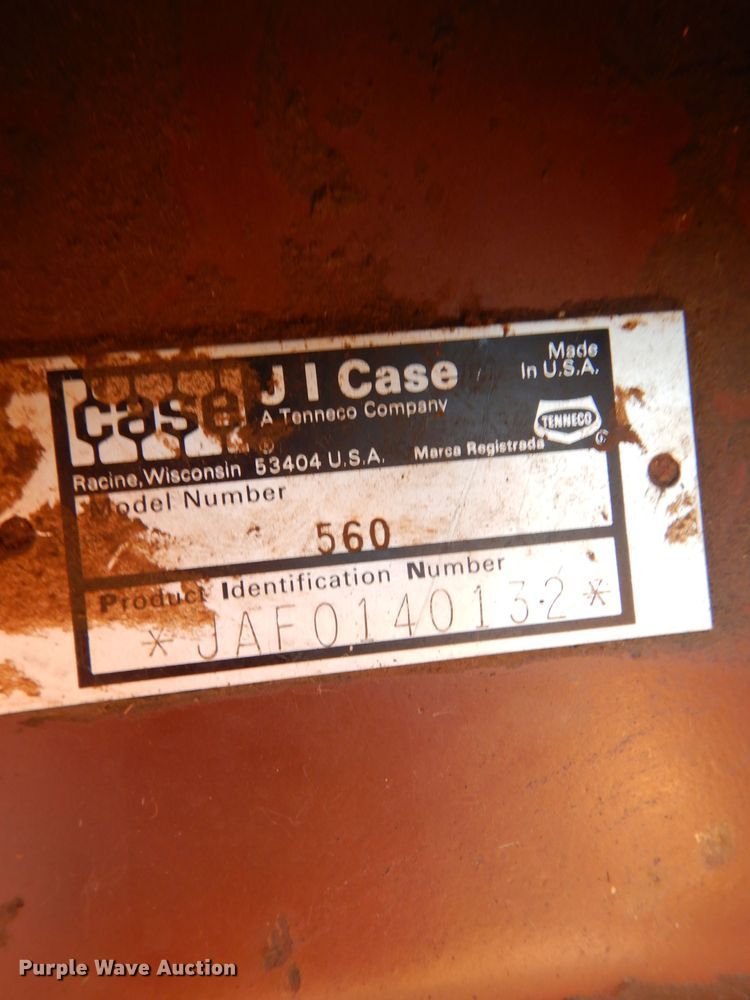 case
J I Case
A Tenneco Company
Made
In U.S.A.
TENNECO
Racine, Wisconsin 53404 U.S.A.
Marca Registrada
Model Number
560
Product Identification Number
*JAF0140132*
Purple Wave Auction